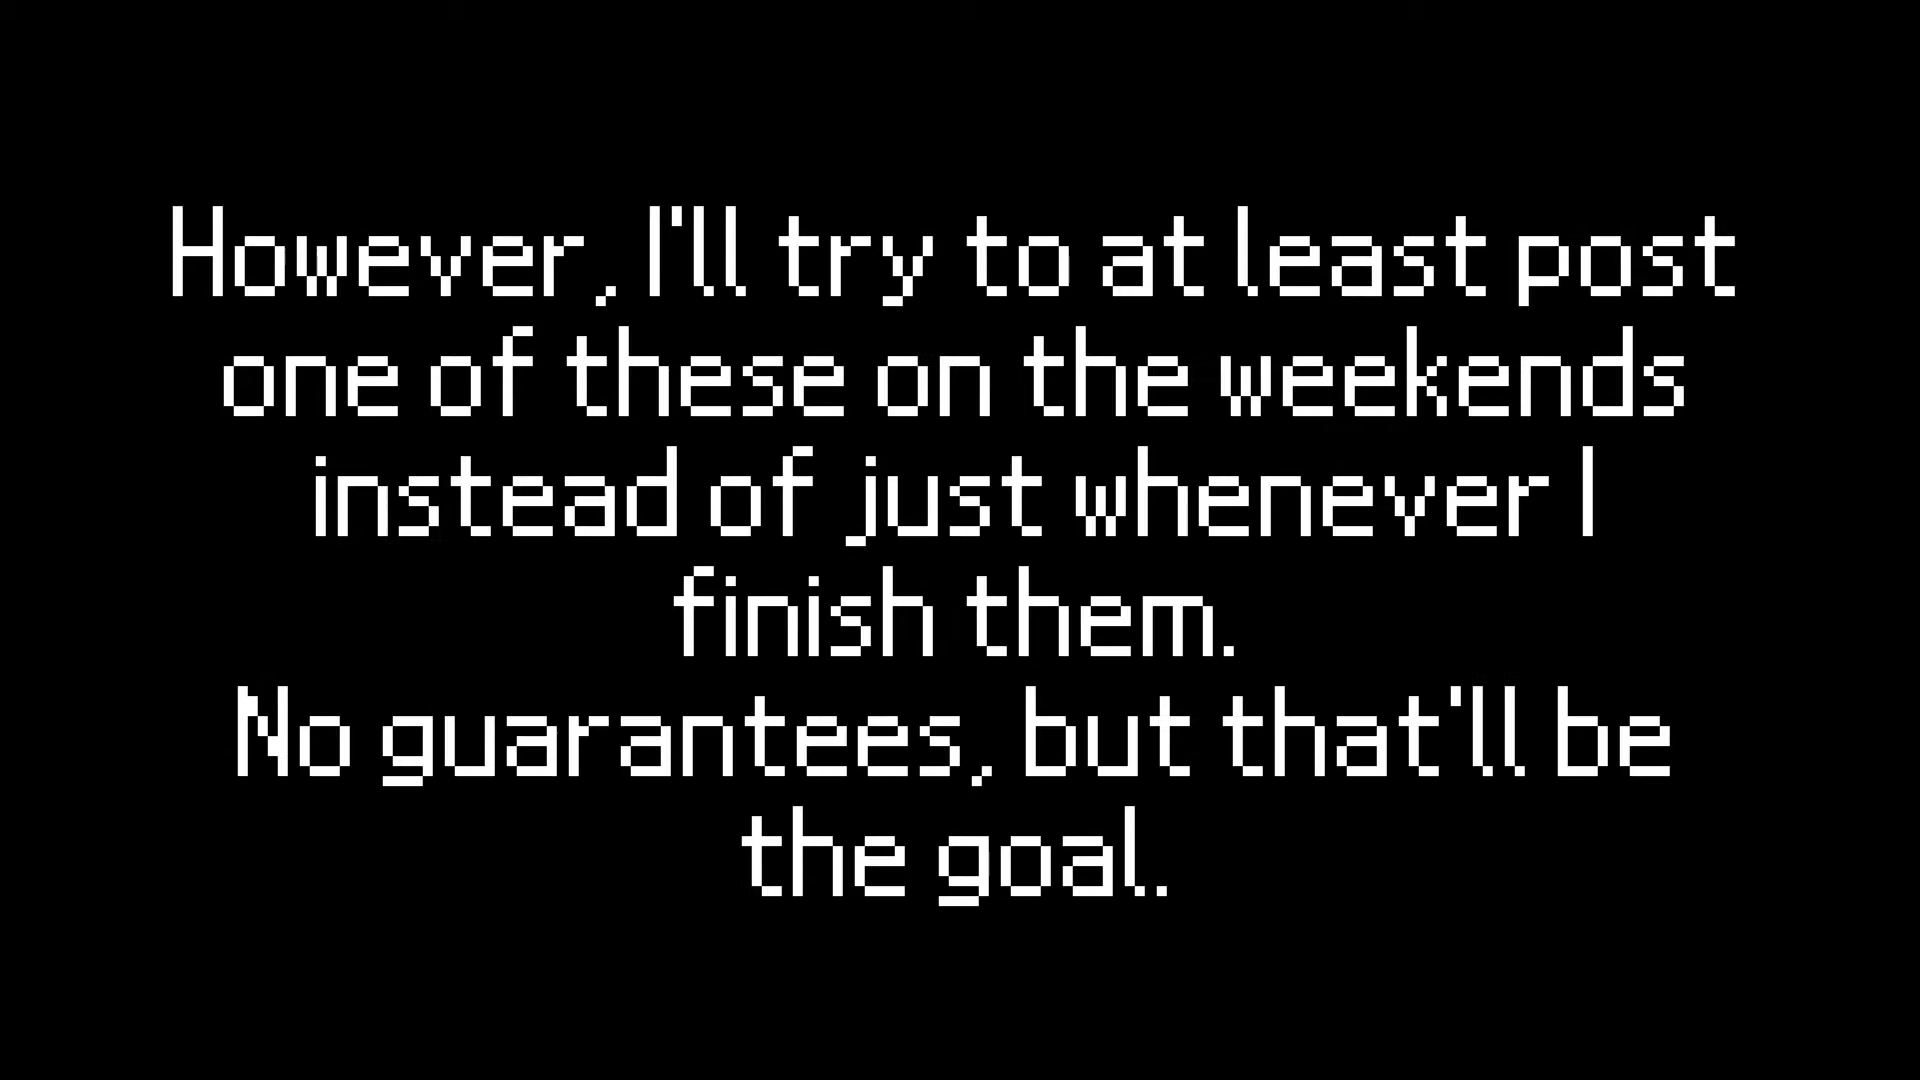 However, I'll try to at least post
one of these on the weekends
instead of just whenever I
finish them.
No guarantees, but that'll be
the goal.